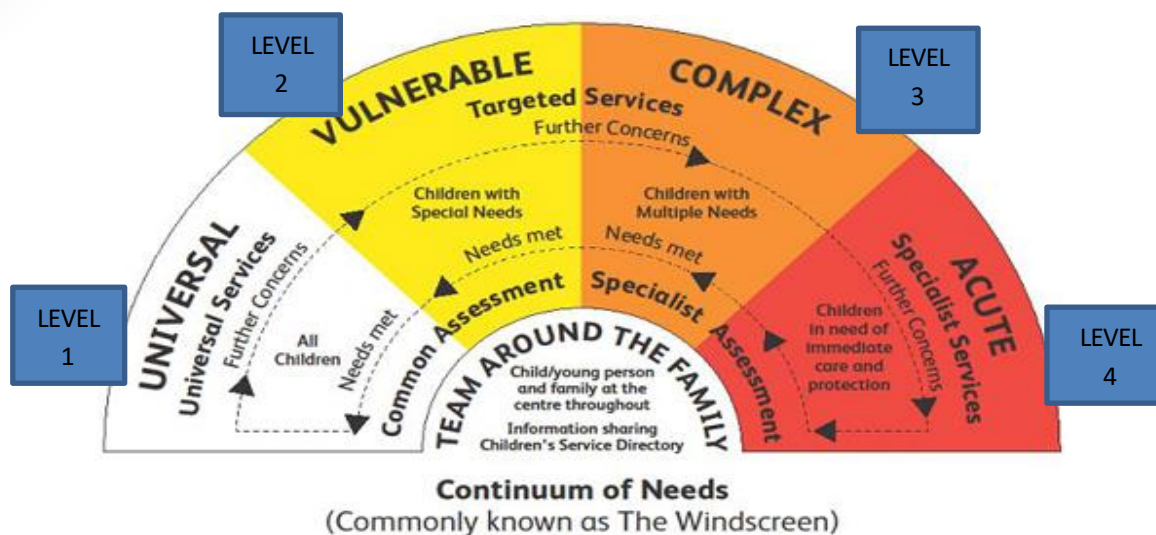 LEVEL
1
LEVEL
2
LEVEL
3
LEVEL
4
UNIVERSAL
Universal Services
Further Concerns
All
Children
Needs met
VULNERABLE
COMPLEX
Targeted Services
Further Concerns
Children with
Special Needs
Children with
Multiple Needs
Needs met
Needs met
Common Assessment
Specialist Assessment
ACUTE
Specialist Services
Further Concerns
Children
in need of
immediate
care and
protection
TEAM AROUND THE FAMILY
Child/young person
and family at the
centre throughout
Information sharing
Children's Service Directory
Continuum of Needs
(Commonly known as The Windscreen)